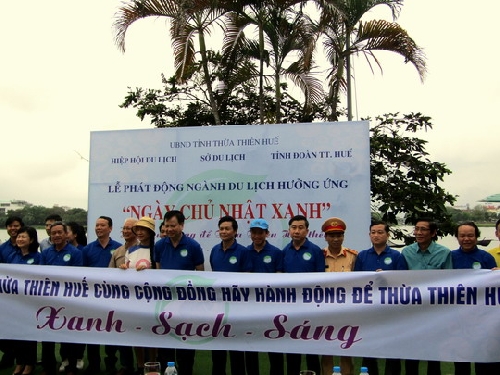 UBND TỈNH THỪA THIÊN HUẾ
HIỆP HỘI DU LỊCH SỞ DU LỊCH TỈNH ĐOÀN TT. HUẾ
LỄ PHÁT ĐỘNG NGÀNH DU LỊCH HƯỞNG ỨNG
"NGÀY CHỦ NHẬT XANH"
THỪA THIÊN HUẾ CÙNG CỘNG ĐỒNG HÃY HÀNH ĐỘNG ĐỂ THỪA THIÊN
Xanh - Sạch - Sáng